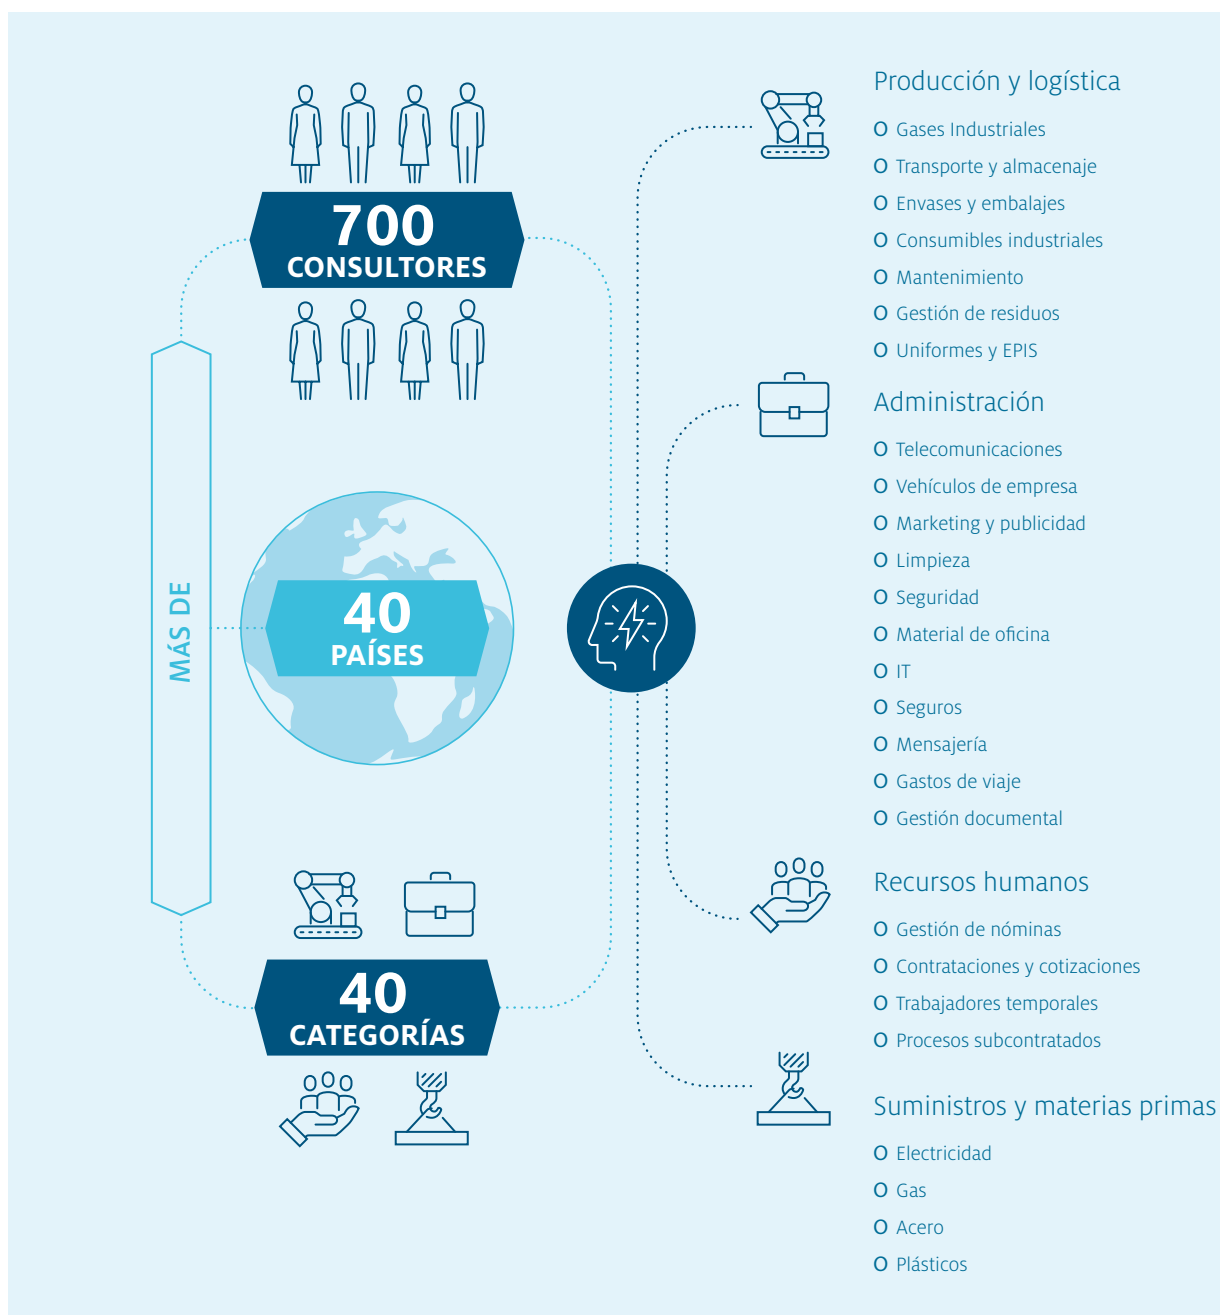 MÁS DE
700
CONSULTORES
40
PAÍSES
40
CATEGORÍAS
Producción y logística
O Gases Industriales
O Transporte y almacenaje
O Envases y embalajes
O Consumibles industriales
O Mantenimiento
O Gestión de residuos
O Uniformes y EPIS
Administración
O Telecomunicaciones
O Vehículos de empresa
O Marketing y publicidad
O Limpieza
O Seguridad
O Material de oficina
O IT
O Seguros
O Mensajería
O Gastos de viaje
O Gestión documental
Recursos humanos
O Gestión de nóminas
O Contrataciones y cotizaciones
O Trabajadores temporales
O Procesos subcontratados
Suministros y materias primas
O Electricidad
O Gas
O Acero
O Plásticos